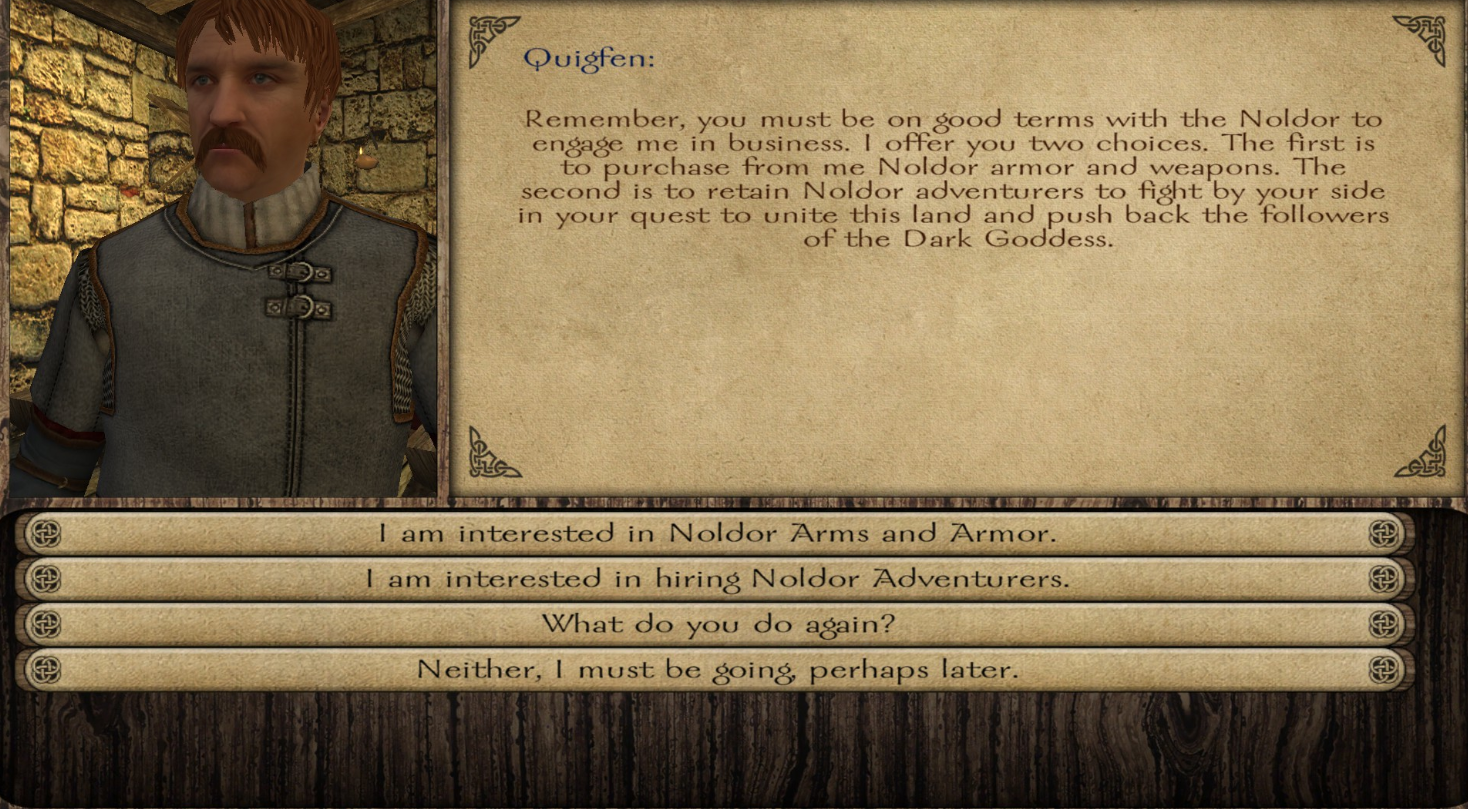 Quigfen:
Remember, you must be on good terms with the Noldor to
engage me in business. I offer you two choices. The first is
to purchase from me Noldor armor and weapons. The
second is to retain Noldor adventurers to fight by your side
in your quest to unite this land and push back the followers
of the Dark Goddess.
I am interested in Noldor Arms and Armor.
I am interested in hiring Noldor Adventurers.
What do you do again?
Neither, I must be going, perhaps later.